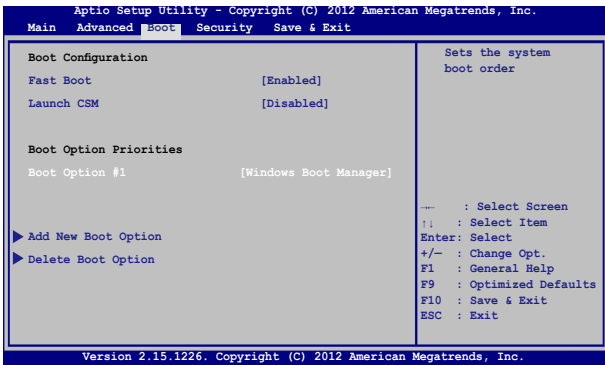 Aptio Setup Utility - Copyright (C) 2012 American Megatrends, Inc.
Main Advanced Boot Security Save & Exit
Boot Configuration
Fast Boot [Enabled]
Launch CSM [Disabled]
Boot Option Priorities
Boot Option #1 [Windows Boot Manager]
Add New Boot Option
Delete Boot Option
Sets the system
boot order
→← : Select Screen
↑↓ : Select Item
Enter: Select
+/— : Change Opt.
F1 : General Help
F9 : Optimized Defaults
F10 : Save & Exit
ESC : Exit
Version 2.15.1226. Copyright (C) 2012 American Megatrends, Inc.